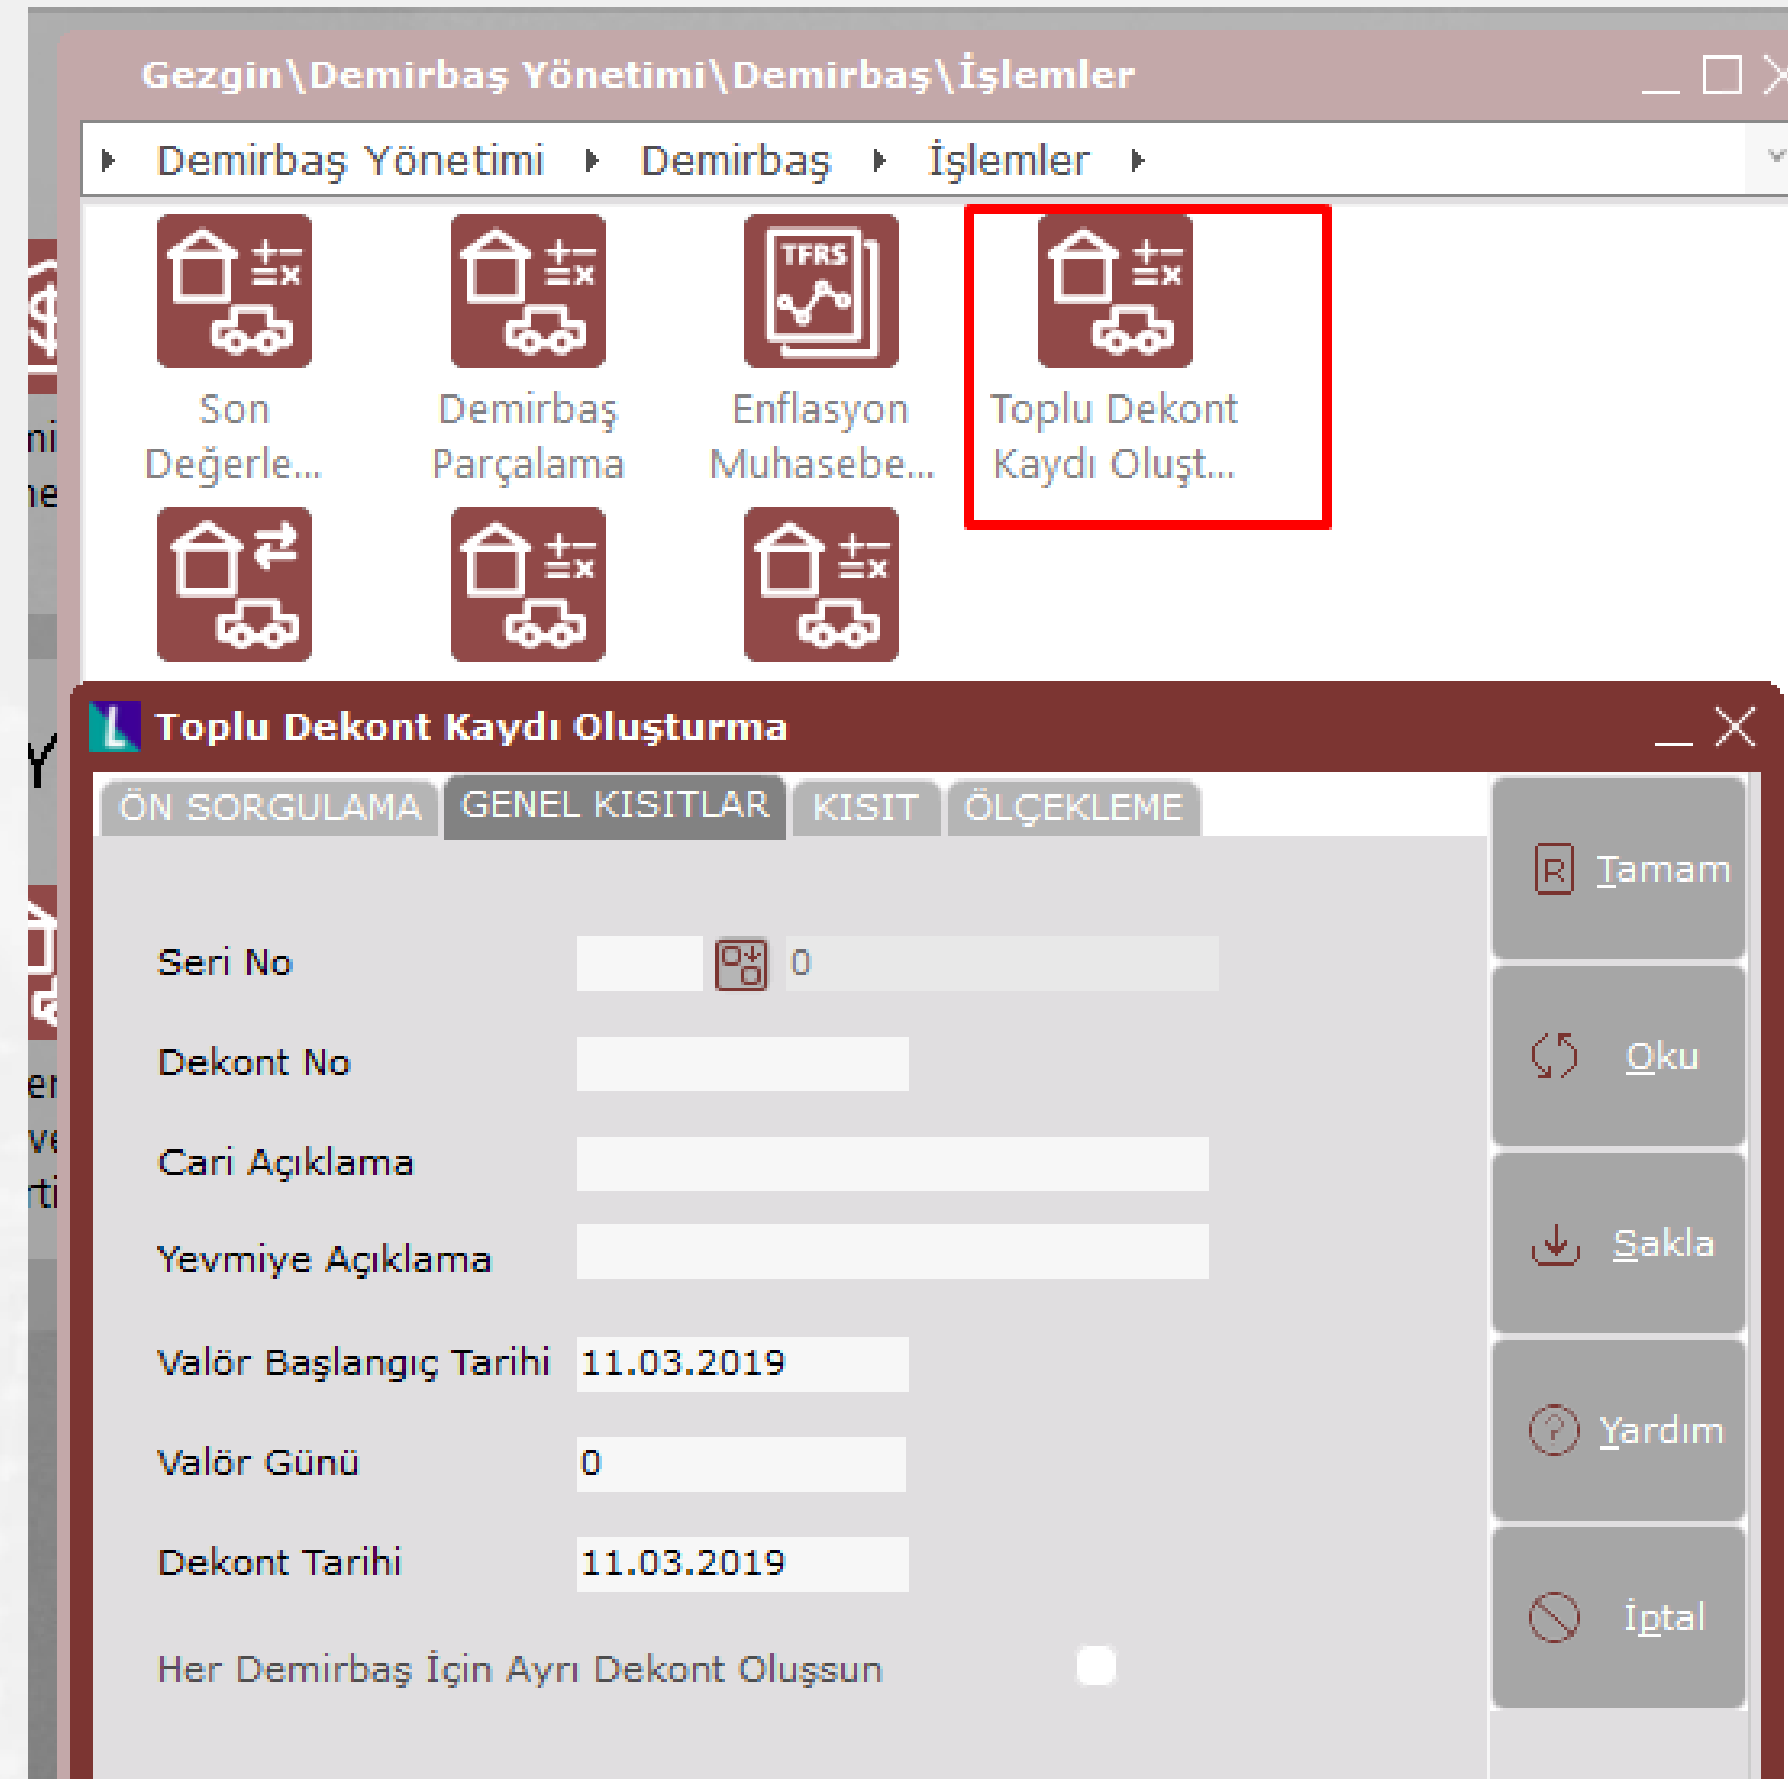 Gezgin\Demirbaş Yönetimi\Demirbaş\İşlemler
Demirbaş Yönetimi Demirbaş İşlemler
TFRS
Son Değerle...
Demirbaş Parçalama
Enflasyon Muhasebe...
Toplu Dekont Kaydı Oluşt...
Toplu Dekont Kaydı Oluşturma
ÖN SORGULAMA GENEL KISITLAR KISIT ÖLÇEKLEME
Seri No 0
Dekont No
Cari Açıklama
Yevmiye Açıklama
Valör Başlangıç Tarihi 11.03.2019
Valör Günü 0
Dekont Tarihi 11.03.2019
Her Demirbaş İçin Ayrı Dekont Oluşsun
Tamam
Oku
Sakla
Yardım
İptal